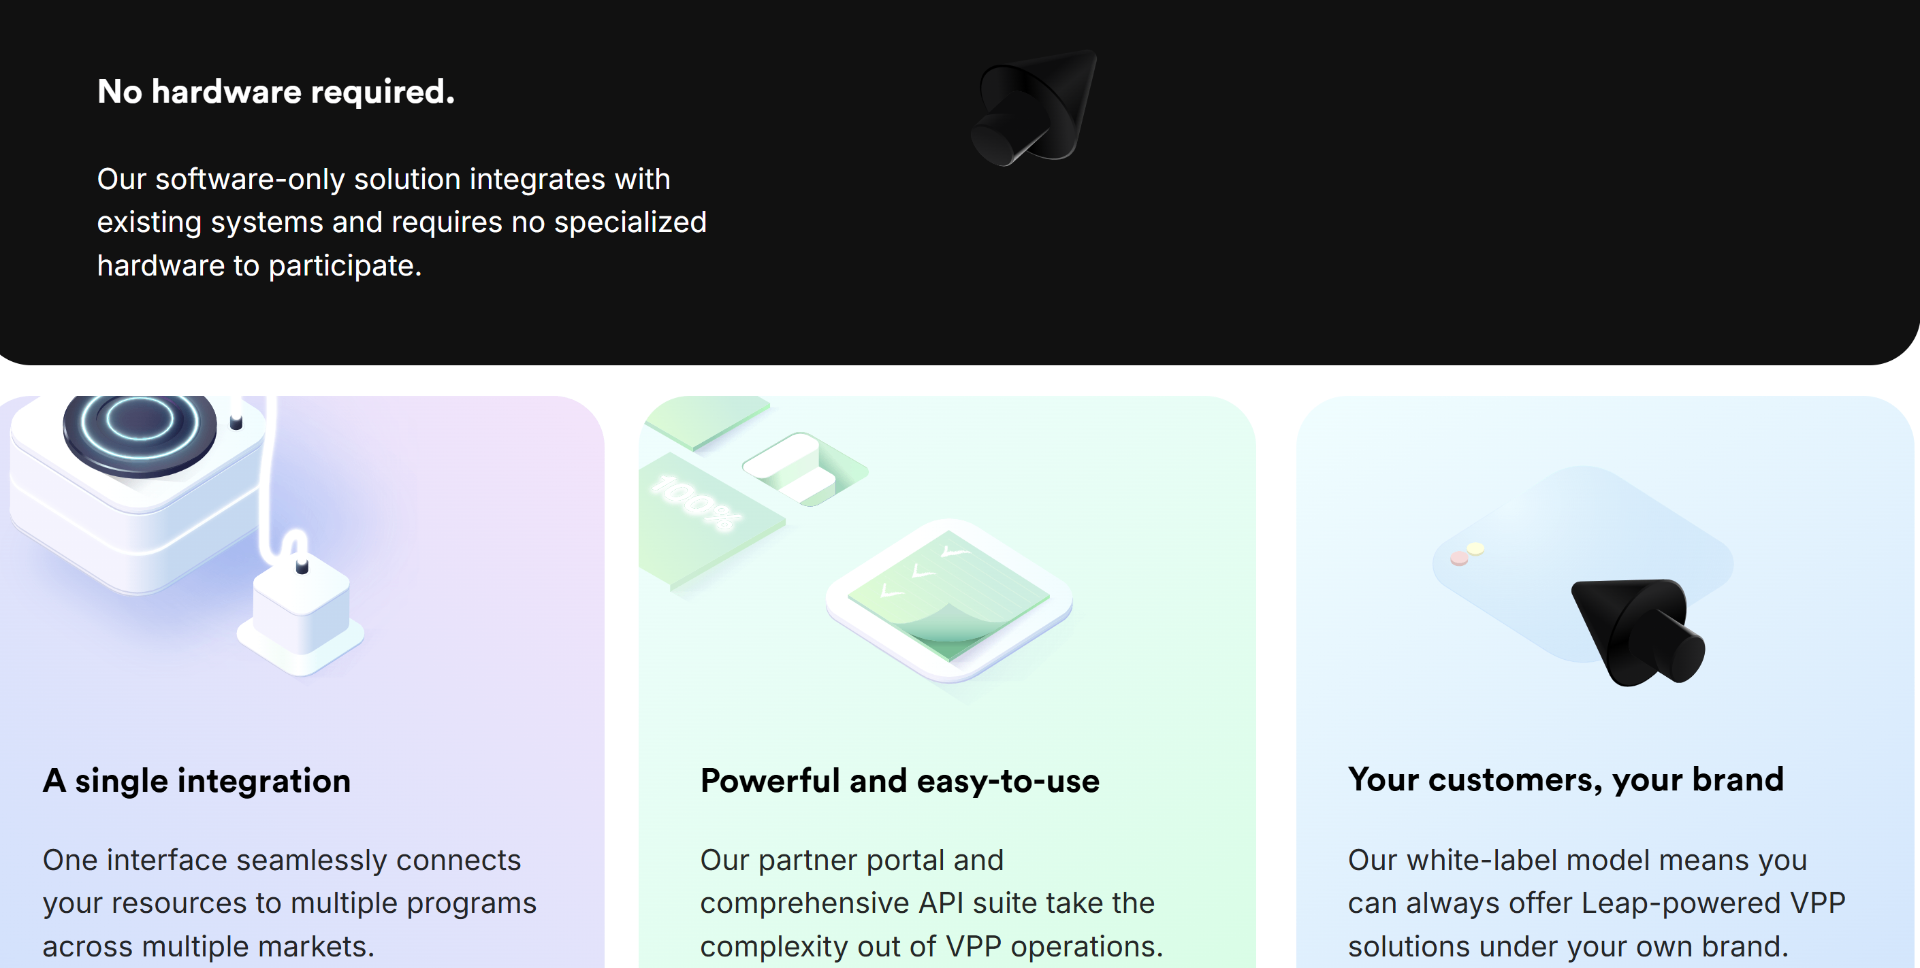 No hardware required.
Our software-only solution integrates with
existing systems and requires no specialized
hardware to participate.
100%
A single integration
One interface seamlessly connects
your resources to multiple programs
across multiple markets.
Powerful and easy-to-use
Our partner portal and
comprehensive API suite take the
complexity out of VPP operations.
Your customers, your brand
Our white-label model means you
can always offer Leap-powered VPP
solutions under your own brand.